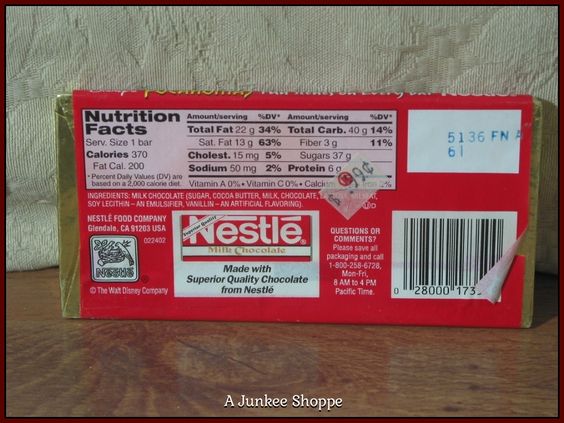 Nutrition
Facts
Serv. Size 1 bar
Calories 370
Fat Cal. 200
* Percent Daily Values (DV) are
based on a 2,000 calorie diet.
Amount/serving %DV* Amount/serving %DV*
Total Fat 22 g 34% Total Carb. 40 g 14%
Sat. Fat 13 g 63% Fiber 3 g 11%
Cholest. 15 mg 5% Sugars 37 g
Sodium 50 mg 2% Protein 6 g
Vitamin A 0% • Vitamin C 0% •
INGREDIENTS: MILK CHOCOLATE (SUGAR, COCOA BUTTER, MILK, CHOCOLATE,
SOY LECITHIN – AN EMULSIFIER, VANILLIN – AN ARTIFICIAL FLAVORING).
99¢
5136 FN A
61
NESTLÉ FOOD COMPANY
Glendale, CA 91203 USA
022402
NESTLÉ
© The Walt Disney Company
Superior Quality
Nestlé®
Milk Chocolate
Made with
Superior Quality Chocolate
from Nestlé
QUESTIONS OR
COMMENTS?
Please save all
packaging and call
1-800-258-6728,
Mon-Fri,
8 AM to 4 PM
Pacific Time.
0 28000 173
A Junkee Shoppe